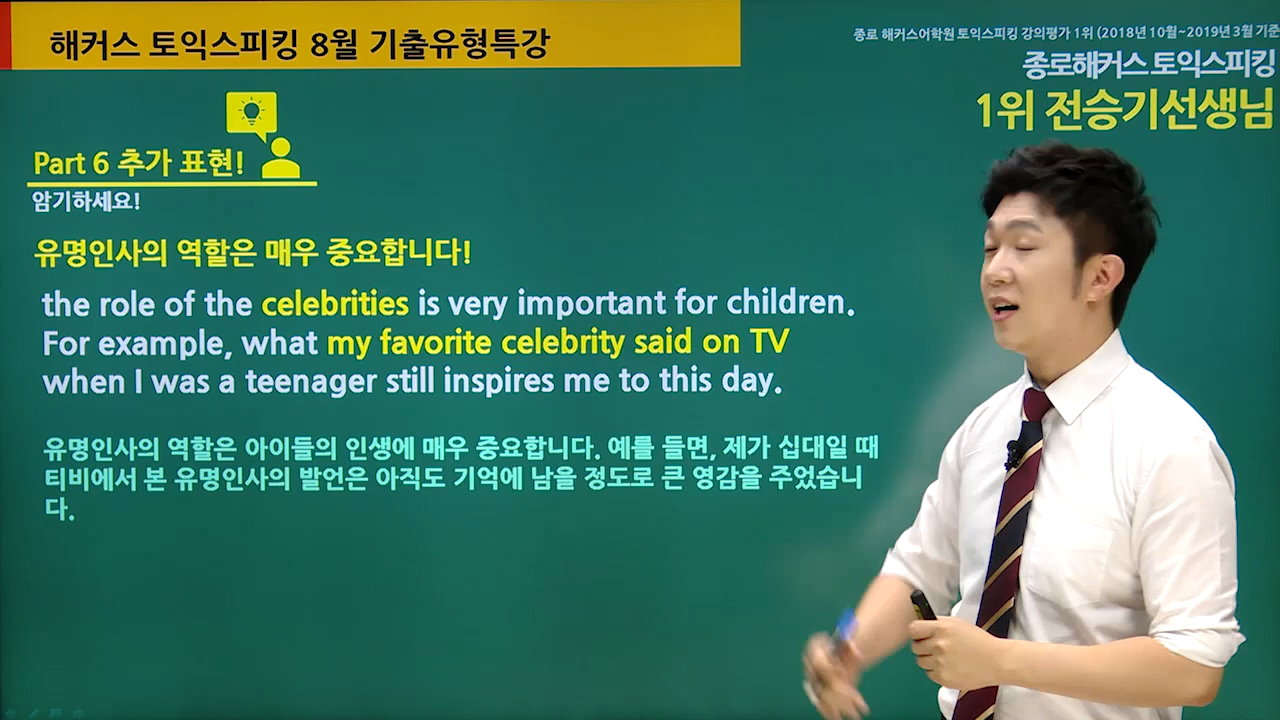 해커스 토익스피킹 8월 기출유형특강
종로 해커스어학원 토익스피킹 강의평가 1위 (2018년 10월~2019년 3월 기준
종로해커스 토익스피킹
1위 전승기선생님
Part 6 추가 표현!
암기하세요!
유명인사의 역할은 매우 중요합니다!
the role of the celebrities is very important for children.
For example, what my favorite celebrity said on TV
when I was a teenager still inspires me to this day.
유명인사의 역할은 아이들의 인생에 매우 중요합니다. 예를 들면, 제가 십대일 때
티비에서 본 유명인사의 발언은 아직도 기억에 남을 정도로 큰 영감을 주었습니
다.